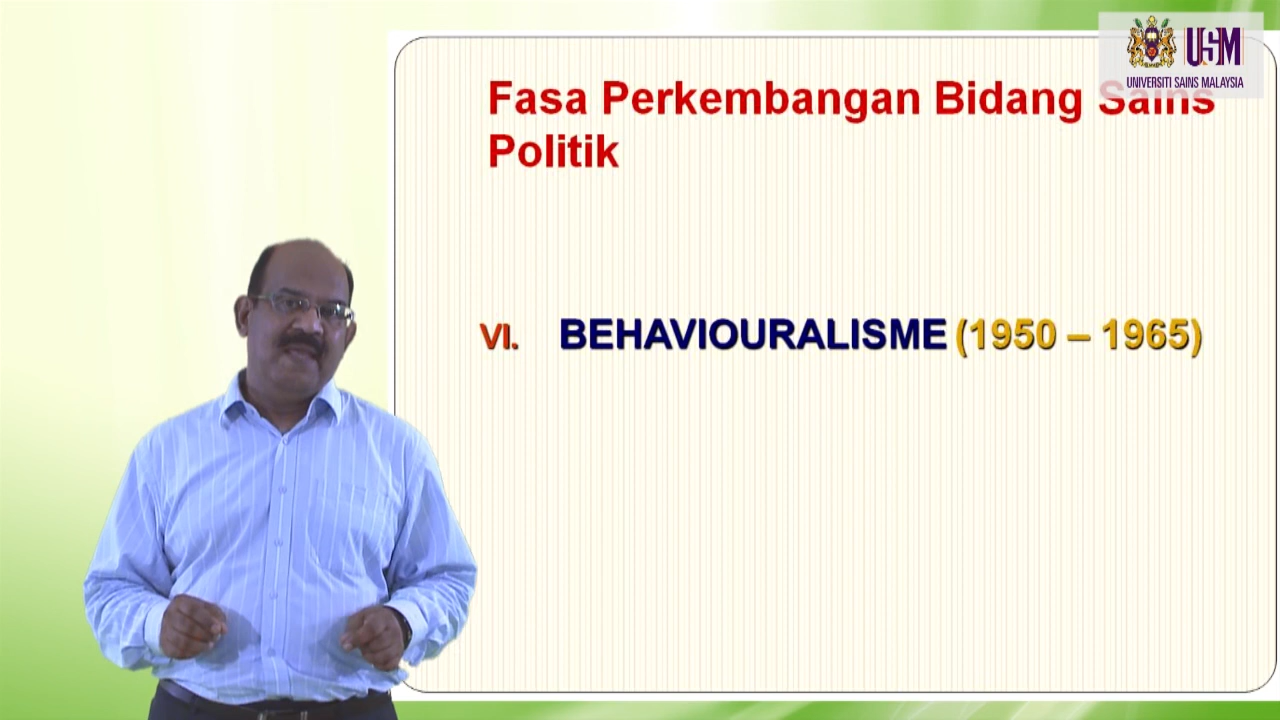 USM
UNIVERSITI SAINS MALAYSIA
Fasa Perkembangan Bidang Sains
Politik
VI. BEHAVIOURALISME (1950 – 1965)